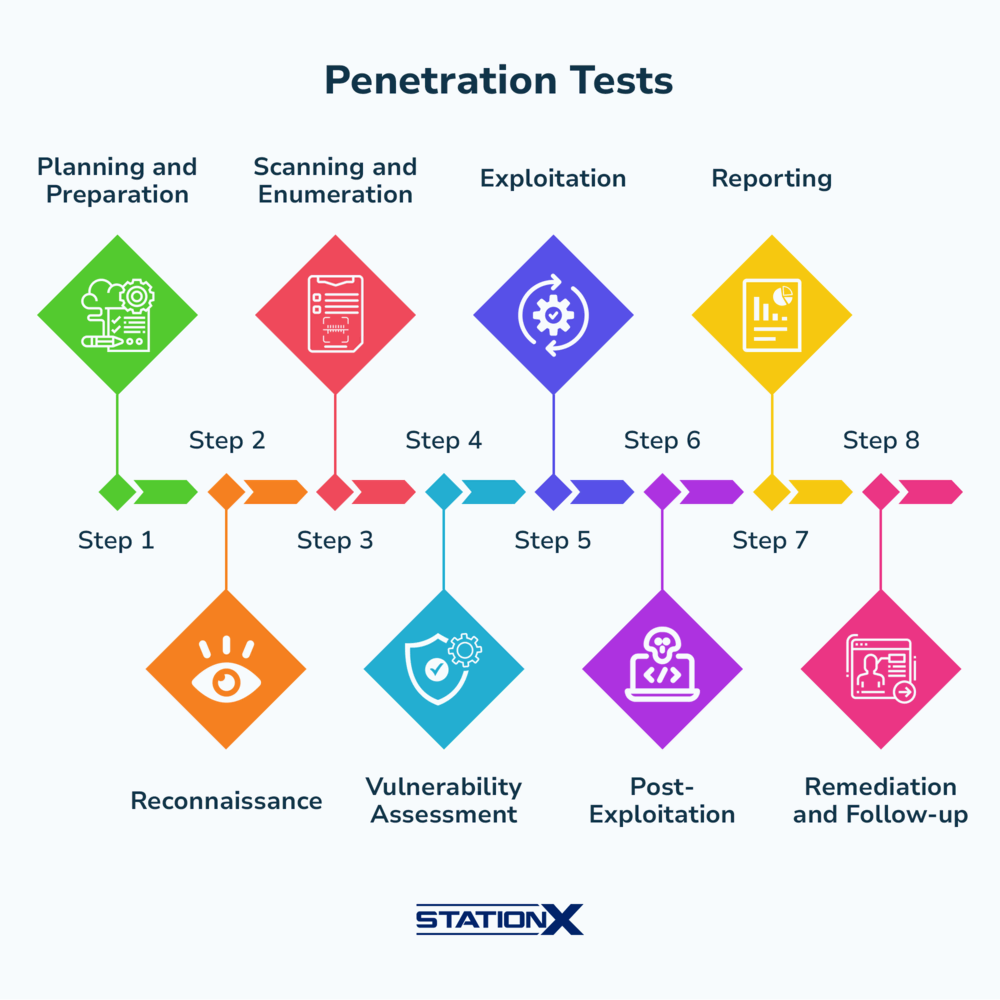 Penetration Tests
Planning and
Preparation
Scanning and
Enumeration
Exploitation
Reporting
Step 2
Step 4
Step 6
Step 8
Step 1
Step 3
Step 5
Step 7
Reconnaissance
Vulnerability
Assessment
Post-
Exploitation
Remediation
and Follow-up
STATIONX